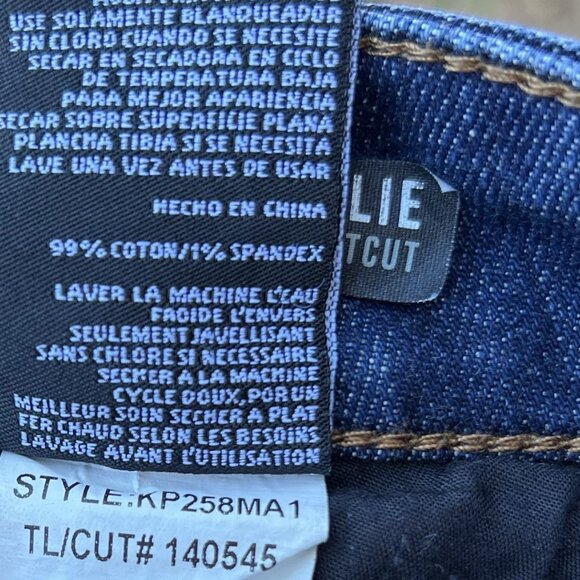 USE SOLAMENTE BLANQUEADOR
SIN CLORO CUANDO SE NECESITE
SECAR EN SECADORA EN CICLO
DE TEMPERATURA BAJA
PARA MEJOR APARIENCIA
SECAR SOBRE SUPERFICIE PLANA
PLANCHA TIBIA SI SE NECESITA
LAVE UNA VEZ ANTES DE USAR
HECHO EN CHINA
99% COTON/1% SPANDEX
LAVER LA MACHINE L'EAU
FROIDE L'ENVERS
SEULEMENT JAVELLISANT
SANS CHLORE SI NECESSAIRE
SECHER A LA MACHINE
CYCLE DOUX, POR UN
MEILLEUR SOIN SECHER A PLAT
FER CHAUD SELON LES BESOINS
LAVAGE AVANT L'UTILISATION
LIE
TCUT
STYLE:KP258MA1
TL/CUT# 140545